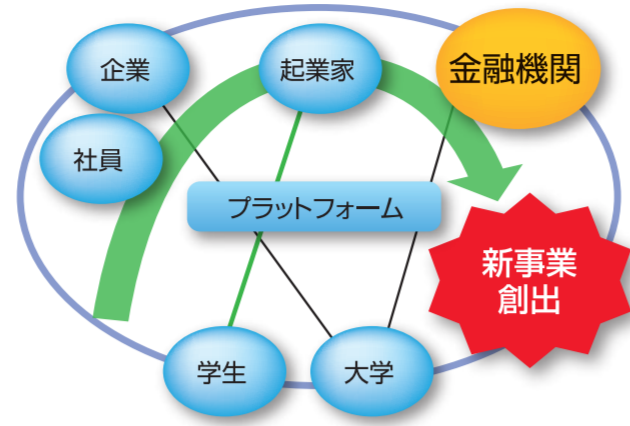 企業
起業家
金融機関
社員
プラットフォーム
新事業
創出
学生
大学